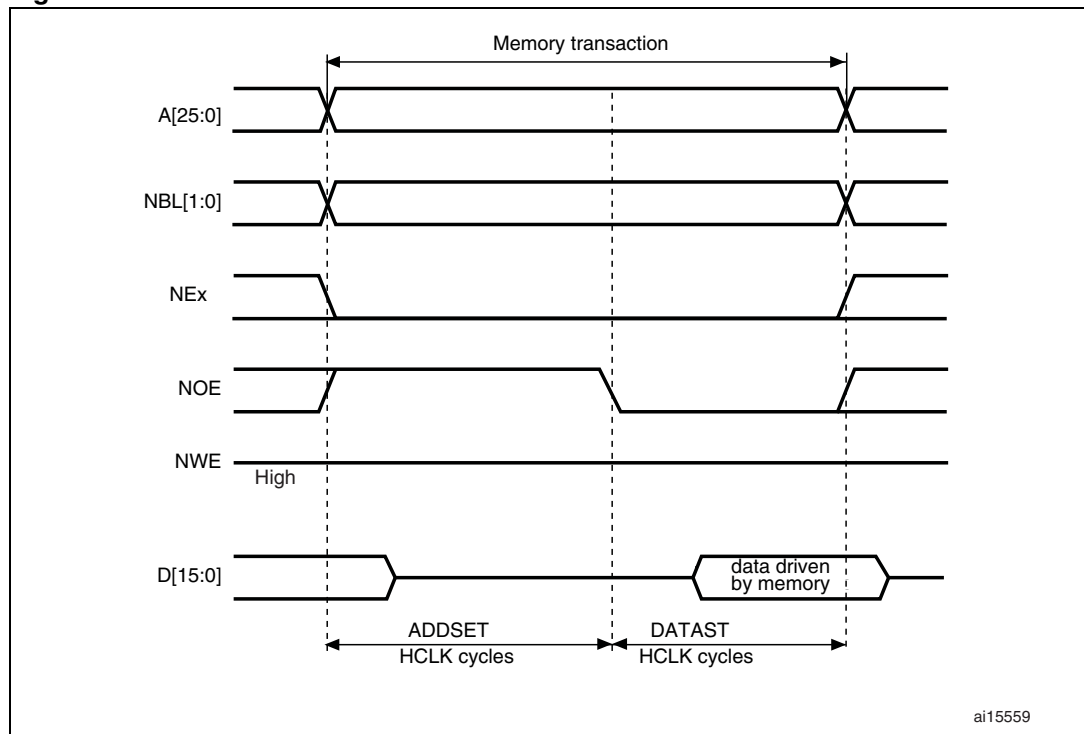 Memory transaction
A[25:0]
NBL[1:0]
NEx
NOE
NWE
High
D[15:0]
data driven
by memory
ADDSET
HCLK cycles
DATAST
HCLK cycles
ai15559